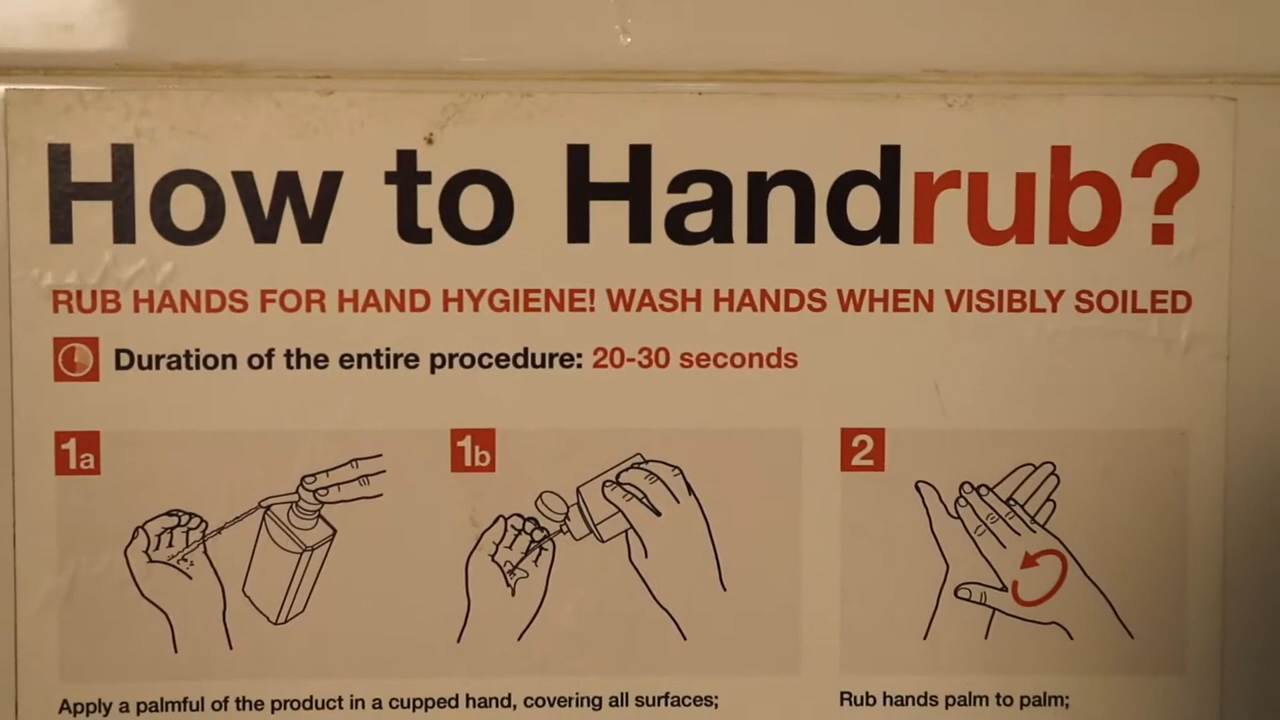 How to Handrub?
RUB HANDS FOR HAND HYGIENE! WASH HANDS WHEN VISIBLY SOILED
Duration of the entire procedure: 20-30 seconds
1a
1b
2
Apply a palmful of the product in a cupped hand, covering all surfaces;
Rub hands palm to palm;